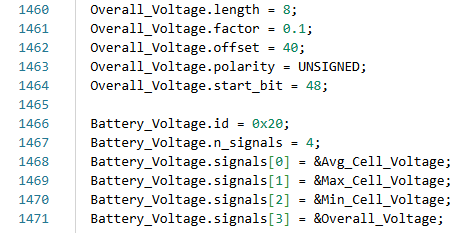 1460 Overall_Voltage.length = 8;
1461 Overall_Voltage.factor = 0.1;
1462 Overall_Voltage.offset = 40;
1463 Overall_Voltage.polarity = UNSIGNED;
1464 Overall_Voltage.start_bit = 48;
1465
1466 Battery_Voltage.id = 0x20;
1467 Battery_Voltage.n_signals = 4;
1468 Battery_Voltage.signals[0] = &Avg_Cell_Voltage;
1469 Battery_Voltage.signals[1] = &Max_Cell_Voltage;
1470 Battery_Voltage.signals[2] = &Min_Cell_Voltage;
1471 Battery_Voltage.signals[3] = &Overall_Voltage;